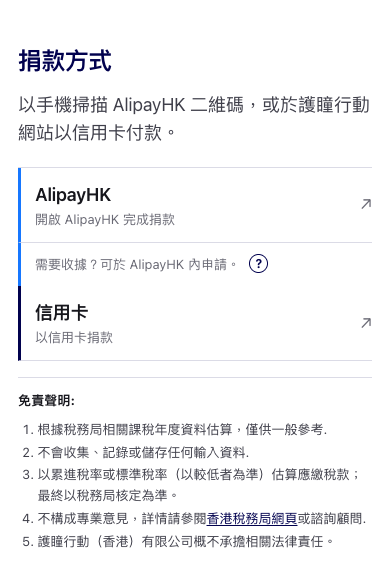 捐款方式
以手機掃描 AlipayHK 二維碼，或於護瞳行動
網站以信用卡付款。
AlipayHK
開啟 AlipayHK 完成捐款
需要收據？可於 AlipayHK 內申請。 ?
信用卡
以信用卡捐款
免責聲明:
1. 根據稅務局相關課稅年度資料估算，僅供一般參考.
2. 不會收集、記錄或儲存任何輸入資料.
3. 以累進稅率或標準稅率（以較低者為準）估算應繳稅款；
最終以稅務局核定為準。
4. 不構成專業意見，詳情請參閱香港稅務局網頁或諮詢顧問.
5. 護瞳行動（香港）有限公司概不承擔相關法律責任。